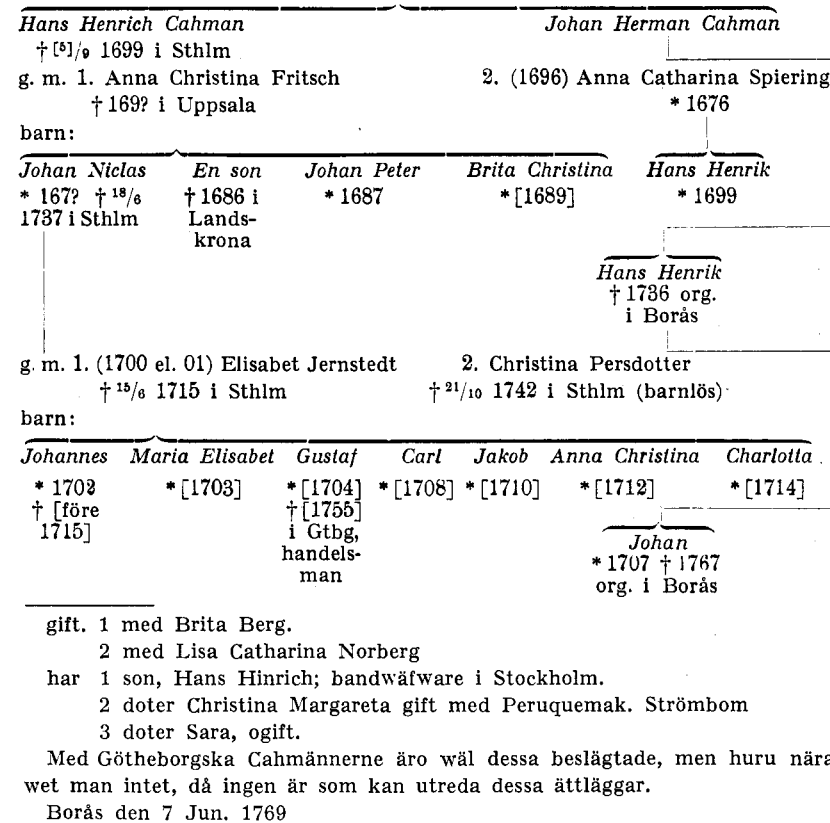 Hans Henrich Cahman Johan Herman Cahman
† [5]/9 1699 i Sthlm
g. m. 1. Anna Christina Fritsch 2. (1696) Anna Catharina Spiering
† 169? i Uppsala * 1676
barn:
Johan Niclas En son Johan Peter Brita Christina Hans Henrik
* 167? † 18/6 † 1686 i * 1687 * [1689] * 1699
1737 i Sthlm Lands-
krona
Hans Henrik
† 1736 org.
i Borås
g. m. 1. (1700 el. 01) Elisabet Jernstedt 2. Christina Persdotter
† 15/6 1715 i Sthlm † 21/10 1742 i Sthlm (barnlös)
barn:
Johannes Maria Elisabet Gustaf Carl Jakob Anna Christina Charlotta
* 1702 * [1703] * [1704] * [1708] * [1710] * [1712] * [1714]
† [före † [1755]
1715] i Gtbg,
handels-
man
Johan
* 1707 † 1767
org. i Borås
gift. 1 med Brita Berg.
2 med Lisa Catharina Norberg
har 1 son, Hans Hinrich; bandwäfware i Stockholm.
2 doter Christina Margareta gift med Peruquemak. Strömbom
3 doter Sara, ogift.
Med Götheborgska Cahmännerne äro wäl dessa beslägtade, men huru nära
wet man intet, då ingen är som kan utreda dessa ättläggar.
Borås den 7 Jun. 1769